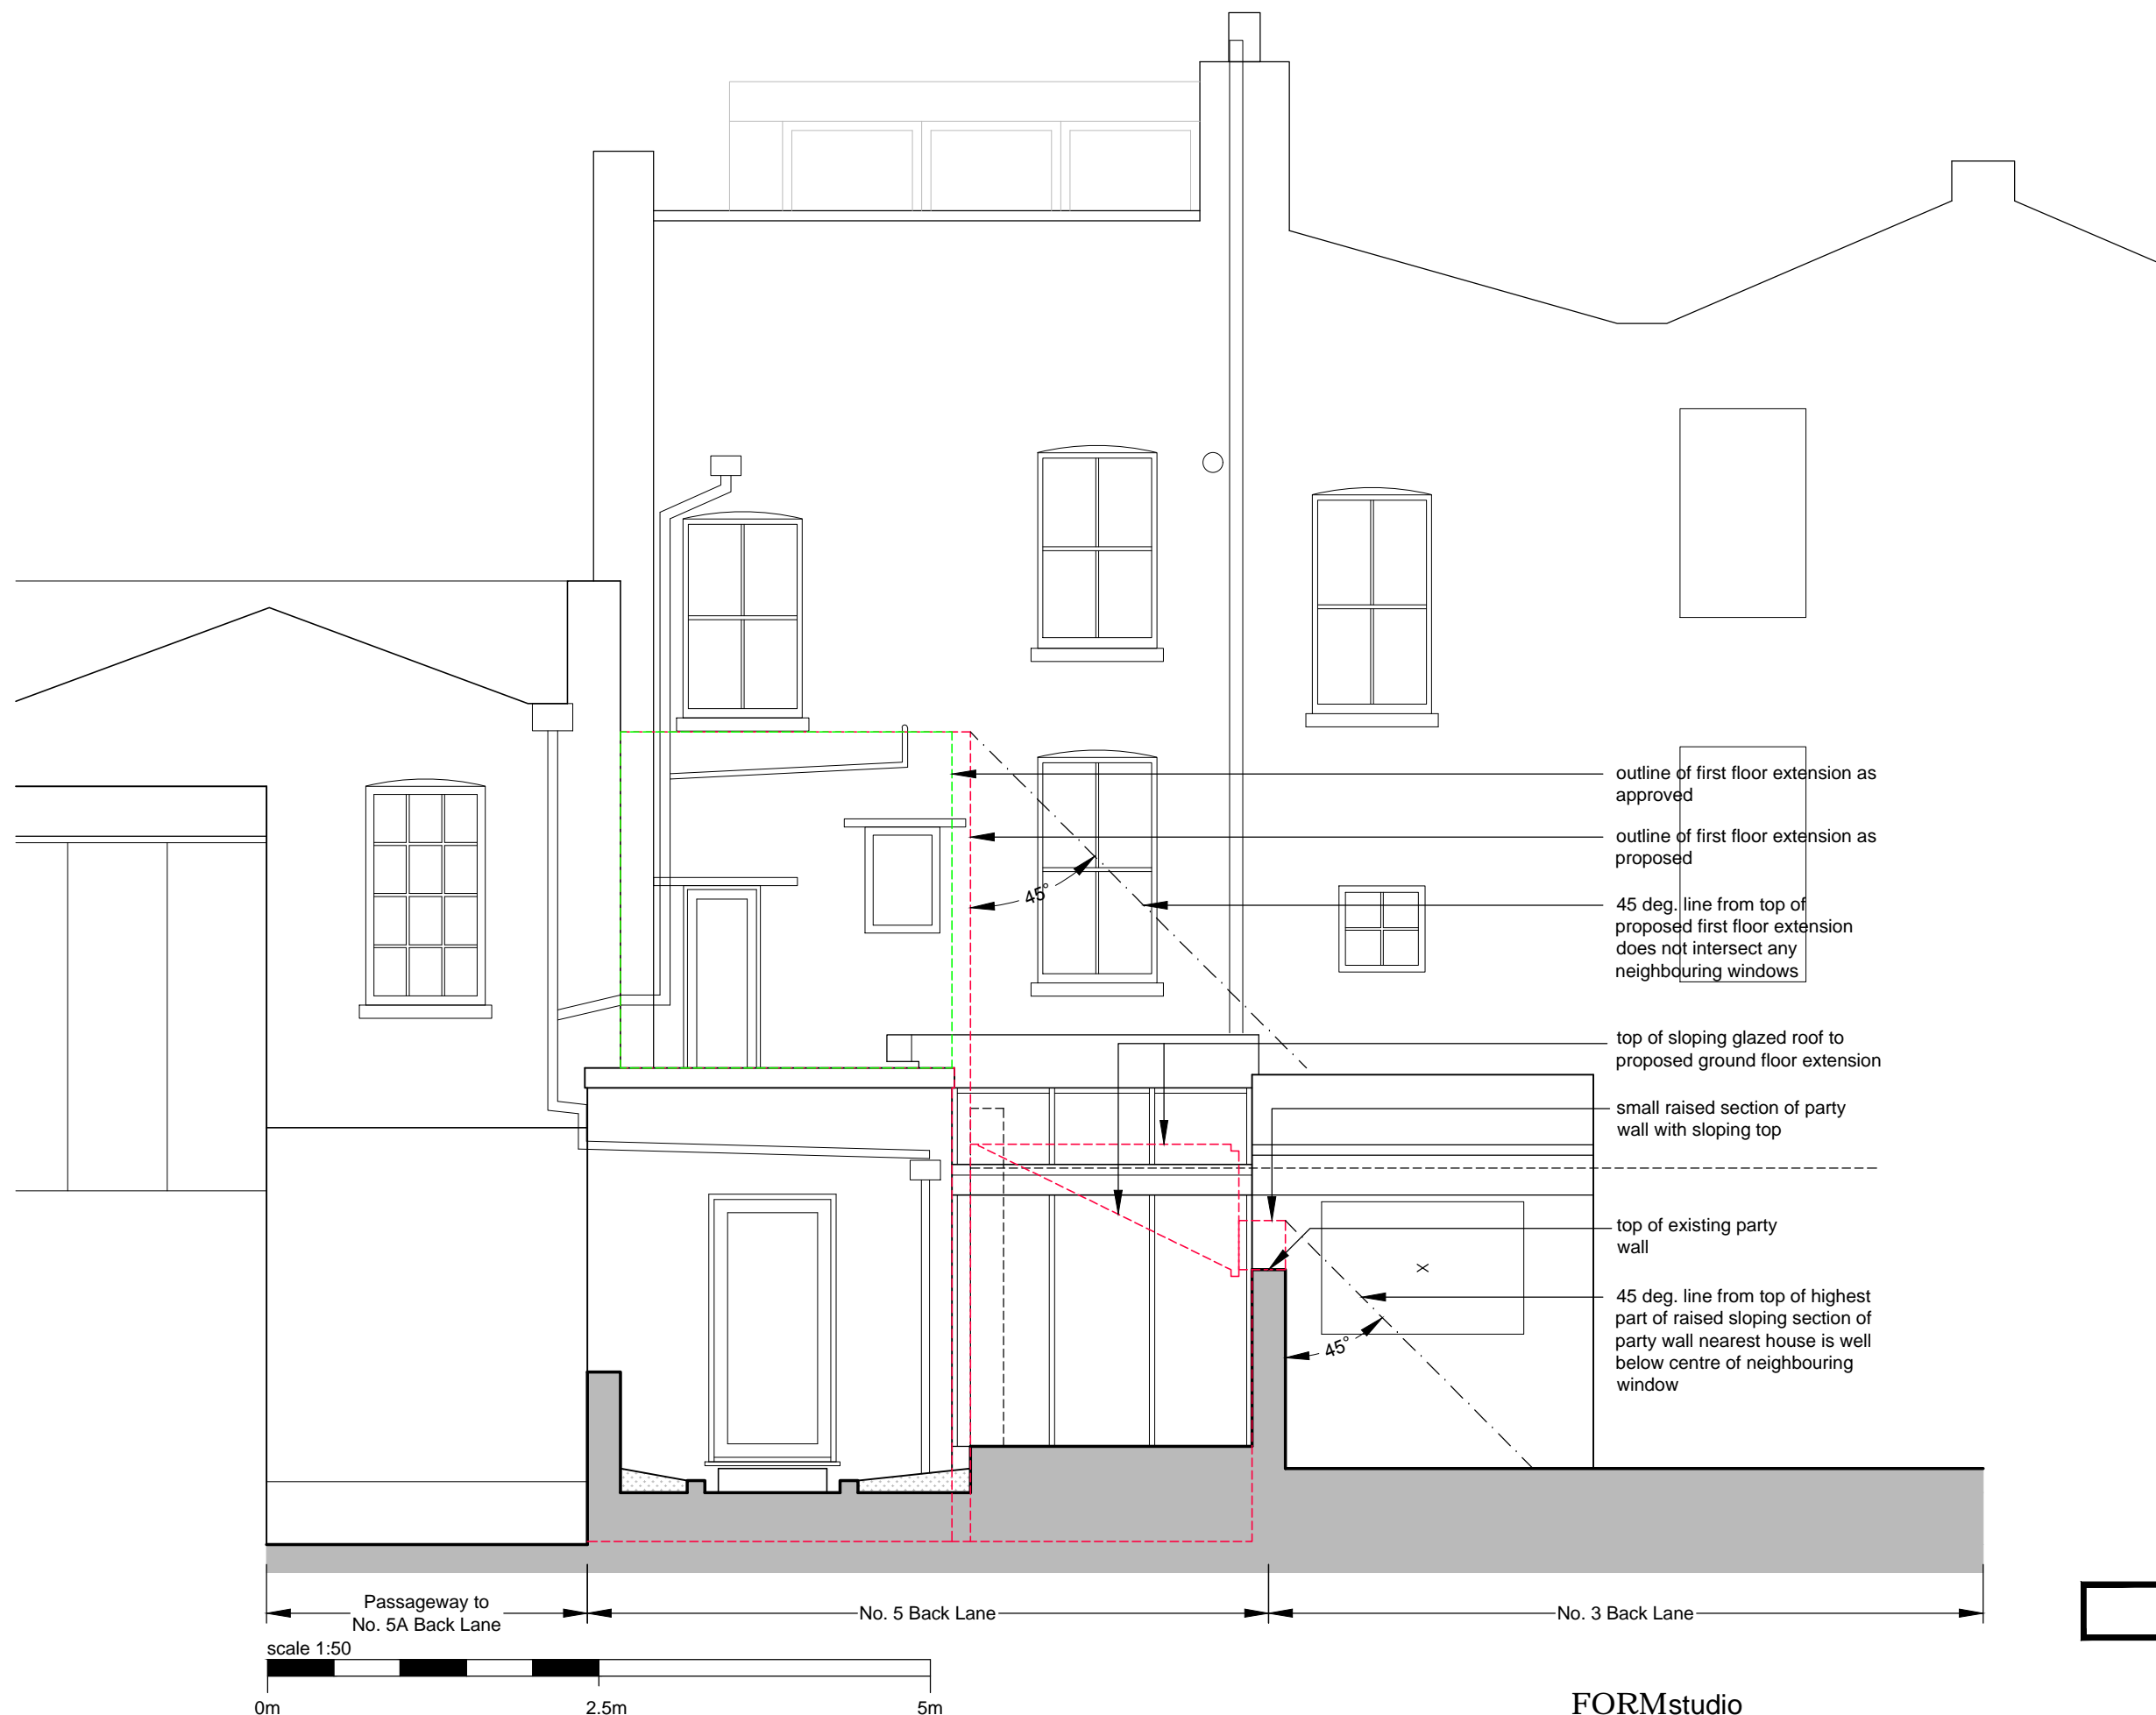 outline of first floor extension as
approved
outline of first floor extension as
proposed
45°
45 deg. line from top of
proposed first floor extension
does not intersect any
neighbouring windows
top of sloping glazed roof to
proposed ground floor extension
small raised section of party
wall with sloping top
top of existing party
wall
X
45 deg. line from top of highest
part of raised sloping section of
party wall nearest house is well
below centre of neighbouring
window
45°
Passageway to
No. 5A Back Lane
No. 5 Back Lane
No. 3 Back Lane
scale 1:50
0m 2.5m 5m
FORMstudio